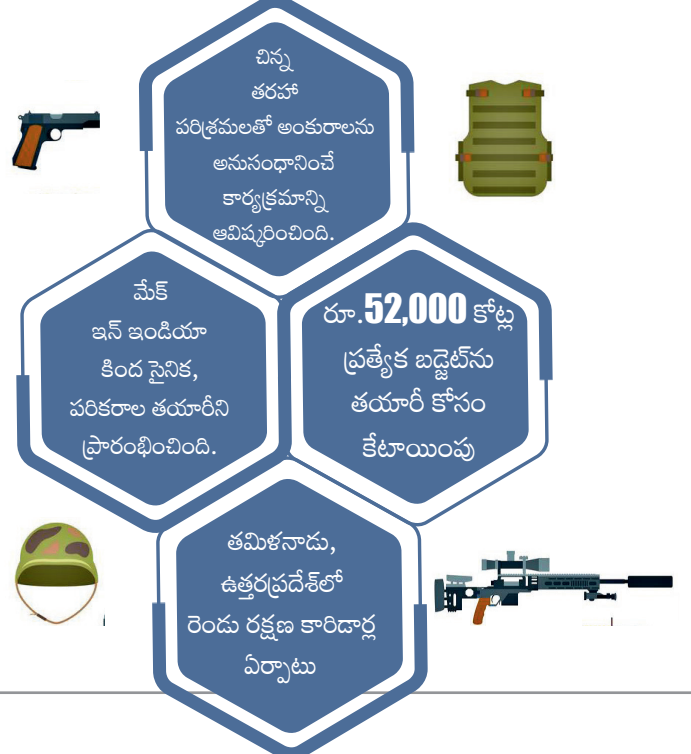 చిన్న
తరహా
పరిశ్రమలతో అంకురాలను
అనుసంధానించే
కార్యక్రమాన్ని
ఆవిష్కరించింది.
మేక్
ఇన్ ఇండియా
కింద సైనిక,
పరికరాల తయారీని
ప్రారంభించింది.
రూ.52,000 కోట్ల
ప్రత్యేక బడ్జెట్‌ను
తయారీ కోసం
కేటాయింపు
తమిళనాడు,
ఉత్తరప్రదేశ్‌లో
రెండు రక్షణ కారిడార్ల
ఏర్పాటు